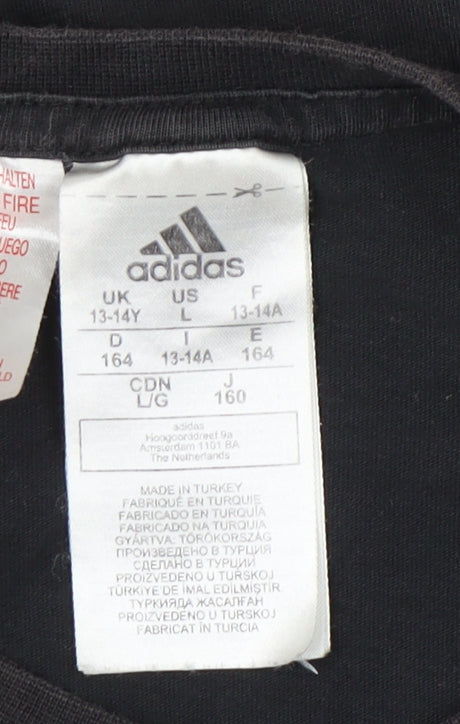 HALTEN
FIRE
FEU
UEGO
O
ERE
LD
adidas
UK US F
13-14Y L 13-14A
D I E
164 13-14A 164
CDN J
L/G 160
adidas
Hoogoorddreef 9a
Amsterdam 1101 BA
The Netherlands
MADE IN TURKEY
FABRIQUÉ EN TURQUIE
FABRICADO EN TURQUÍA
FABRICADO NA TURQUIA
GYÁRTVA: TÖRÖKORSZÁG
ПРОИЗВЕДЕНО В ТУРЦИЯ
СДЕЛАНО В ТУРЦИИ
PROIZVEDENO U TURSKOJ
TÜRKİYE DE IMAL EDİLMİŞTİR.
ТУРКИЯДА ЖАСАЛҒАН
PROIZVEDENO U TURSKOJ
FABRICAT ÎN TURCIA